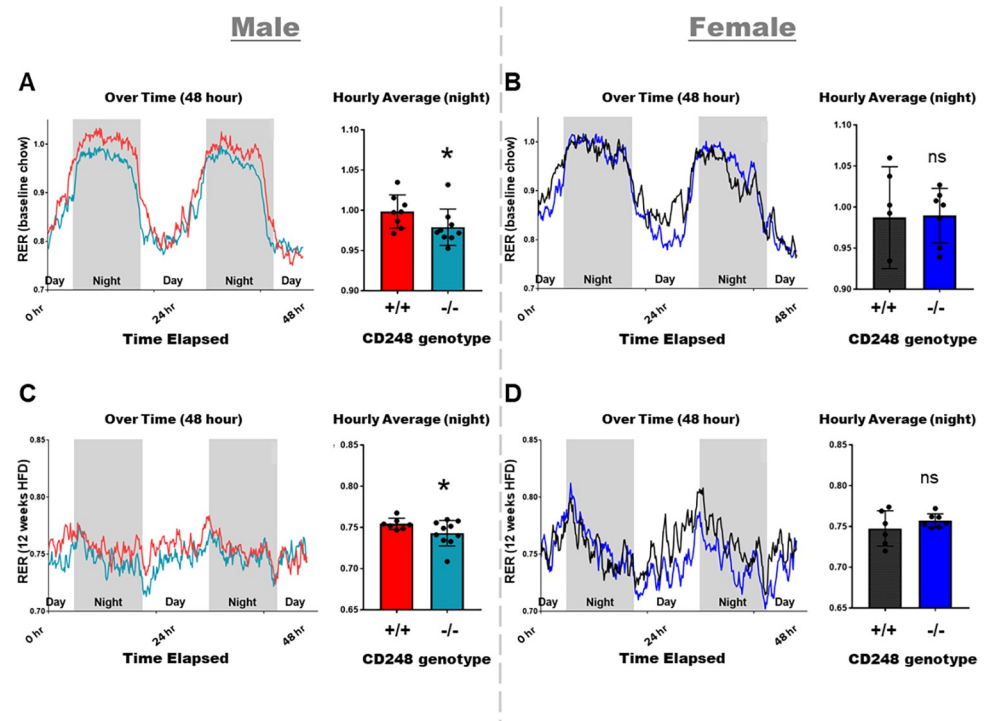 Male
Female
A
Over Time (48 hour)
Hourly Average (night)
RER (baseline chow)
1.0
0.9
0.8
0.7
Day
Night
Day
Night
Day
0 hr
24 hr
48 hr
Time Elapsed
1.10
1.05
1.00
0.95
0.90
*
+/+
-/-
CD248 genotype
B
Over Time (48 hour)
Hourly Average (night)
RER (baseline chow)
1.0
0.9
0.8
0.7
Day
Night
Day
Night
Day
0 hr
24 hr
48 hr
Time Elapsed
1.10
1.05
1.00
0.95
0.90
ns
+/+
-/-
CD248 genotype
C
Over Time (48 hour)
Hourly Average (night)
RER (12 weeks HFD)
0.85
0.80
0.75
0.70
Day
Night
Day
Night
Day
0 hr
24 hr
48 hr
Time Elapsed
0.85
0.80
0.75
0.70
0.65
*
+/+
-/-
CD248 genotype
D
Over Time (48 hour)
Hourly Average (night)
RER (12 weeks HFD)
0.85
0.80
0.75
0.70
Day
Night
Day
Night
Day
0 hr
24 hr
48 hr
Time Elapsed
0.85
0.80
0.75
0.70
0.65
ns
+/+
-/-
CD248 genotype